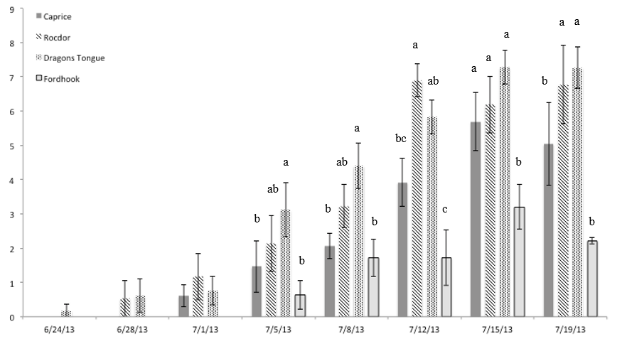 9
8
7
6
5
4
3
2
1
0
Caprice
Rocdor
Dragons Tongue
Fordhook
b ab a b
b ab a b
bc a ab c
a a a b
b a a b
6/24/13 6/28/13 7/1/13 7/5/13 7/8/13 7/12/13 7/15/13 7/19/13